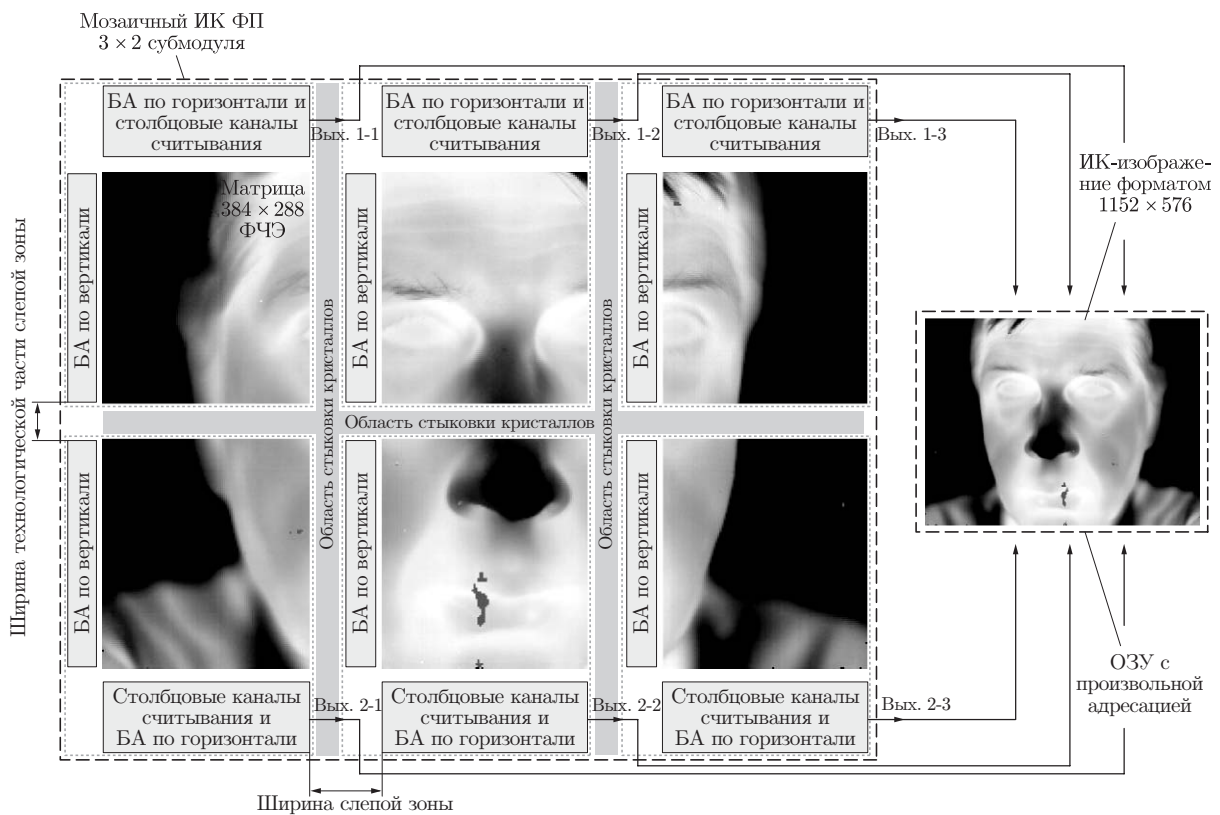 Мозаичный ИК ФП
3 × 2 субмодуля
БА по горизонтали и
столбцовые каналы
считывания
Вых. 1-1
БА по горизонтали и
столбцовые каналы
считывания
Вых. 1-2
БА по горизонтали и
столбцовые каналы
считывания
Вых. 1-3
ИК-изображе-
ние форматом
1152 × 576
Матрица
384 × 288
ФЧЭ
БА по вертикали
БА по вертикали
БА по вертикали
Ширина технологической части слепой зоны
Область стыковки кристаллов
Область стыковки кристаллов
Область стыковки кристаллов
БА по вертикали
БА по вертикали
БА по вертикали
ОЗУ с
произвольной
адресацией
Столбцовые каналы
считывания и
БА по горизонтали
Вых. 2-1
Столбцовые каналы
считывания и
БА по горизонтали
Вых. 2-2
Столбцовые каналы
считывания и
БА по горизонтали
Вых. 2-3
Ширина слепой зоны